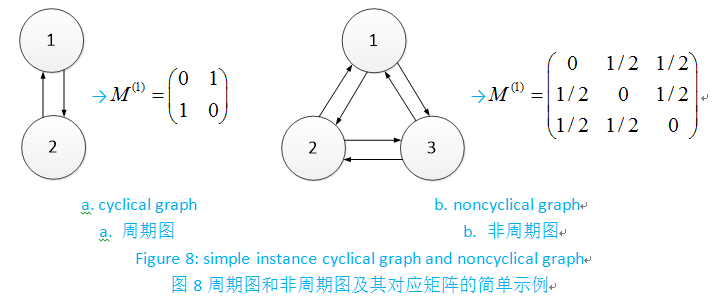 1
2
→M⁽¹⁾ = (0 1
1 0)
1
2 3
→M⁽¹⁾ = (0 1/2 1/2
1/2 0 1/2
1/2 1/2 0)
a. cyclical graph
b. noncyclical graph
a. 周期图
b. 非周期图
Figure 8: simple instance cyclical graph and noncyclical graph
图 8 周期图和非周期图及其对应矩阵的简单示例